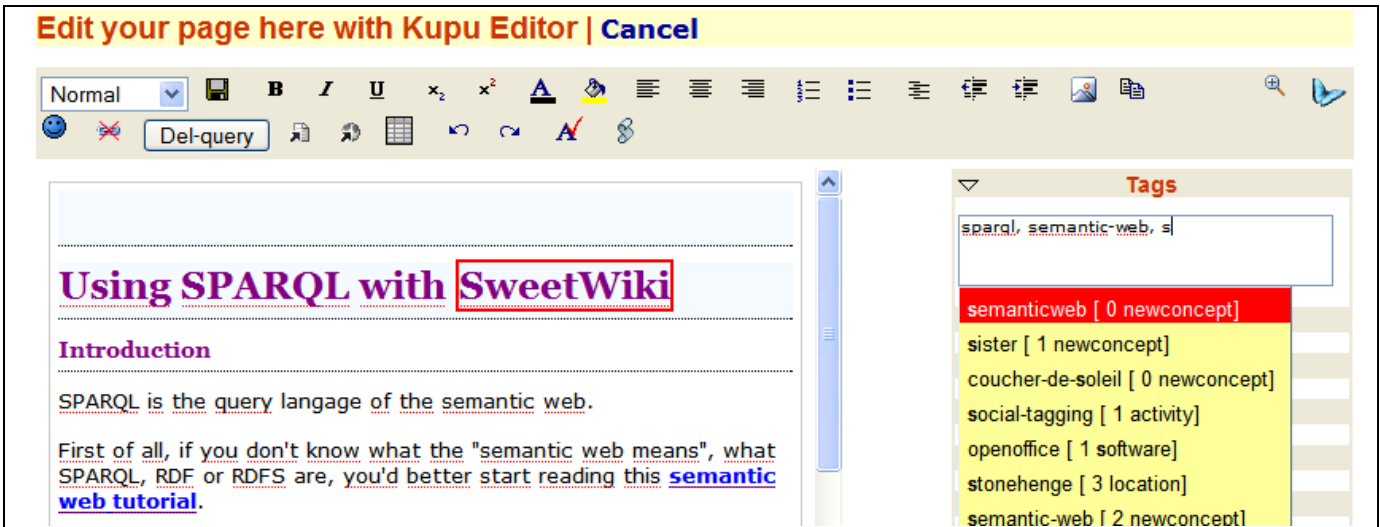 Edit your page here with Kupu Editor | Cancel
Normal
B I U x₂ x² A
Del-query
Using SPARQL with SweetWiki
Introduction
SPARQL is the query langage of the semantic web.
First of all, if you don't know what the "semantic web means", what
SPARQL, RDF or RDFS are, you'd better start reading this semantic
web tutorial.
Tags
sparql, semantic-web, s
semanticweb [ 0 newconcept]
sister [ 1 newconcept]
coucher-de-soleil [ 0 newconcept]
social-tagging [ 1 activity]
openoffice [ 1 software]
stonehenge [ 3 location]
semantic-web [ 2 newconcept]